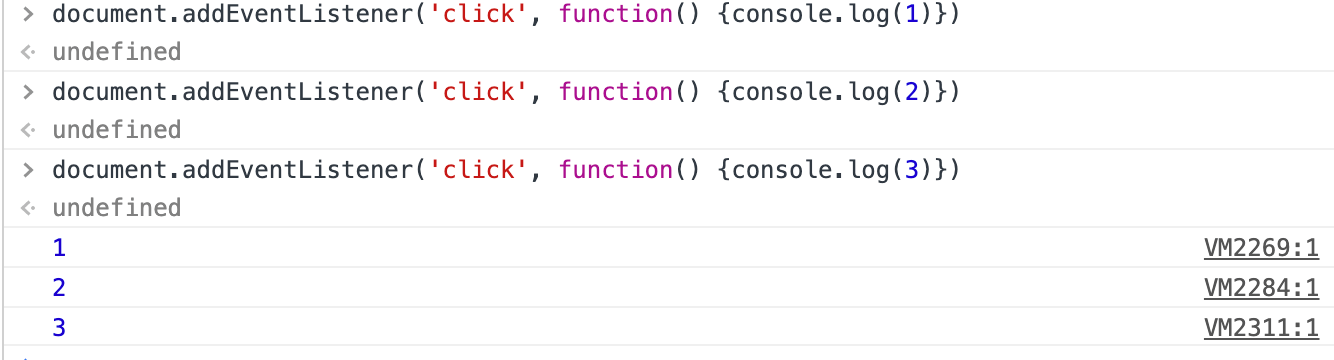 > document.addEventListener('click', function() {console.log(1)})
undefined
> document.addEventListener('click', function() {console.log(2)})
undefined
> document.addEventListener('click', function() {console.log(3)})
undefined
1 VM2269:1
2 VM2284:1
3 VM2311:1